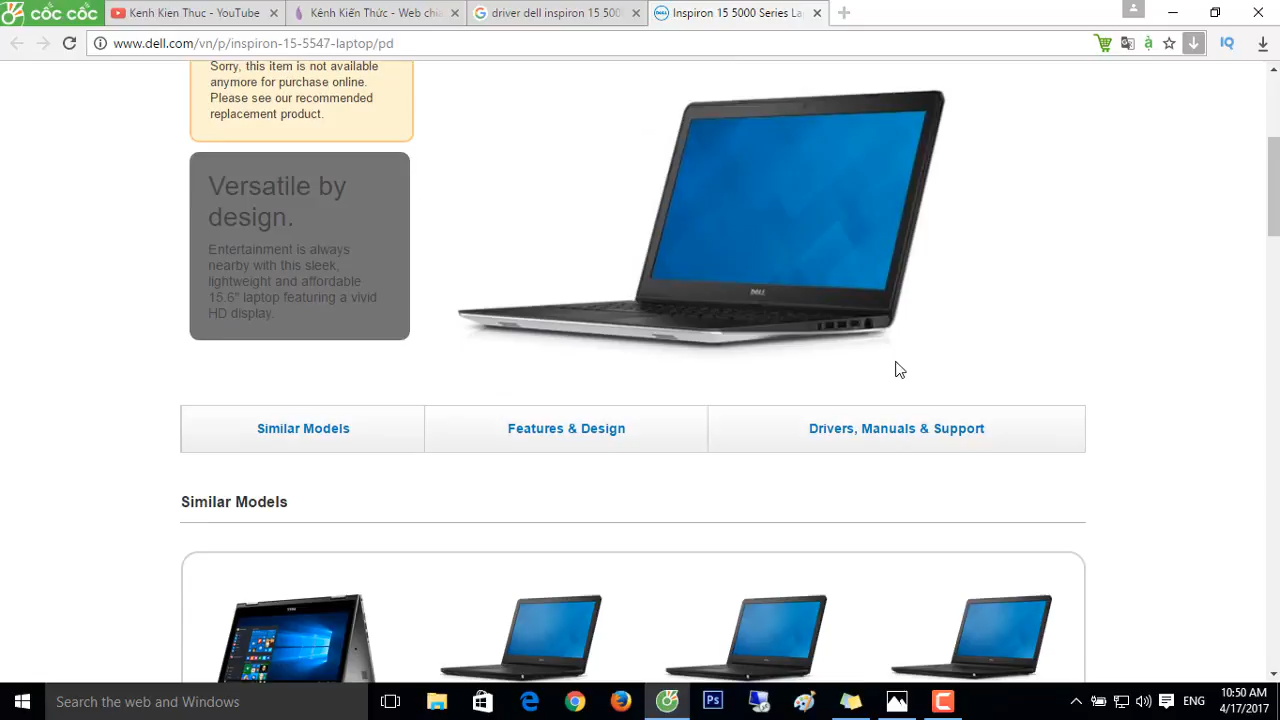 cốc cốc
Kenh Kien Thuc - YouTube
Kênh Kiến Thức - Web chi
driver dell inspiron 15 500
Inspiron 15 5000 Series La
www.dell.com/vn/p/inspiron-15-5547-laptop/pd
Sorry, this item is not available
anymore for purchase online.
Please see our recommended
replacement product.
Versatile by
design.
Entertainment is always
nearby with this sleek,
lightweight and affordable
15.6" laptop featuring a vivid
HD display.
DELL
Similar Models
Features & Design
Drivers, Manuals & Support
Similar Models
Search the web and Windows
Ps
ENG
10:50 AM
4/17/2017